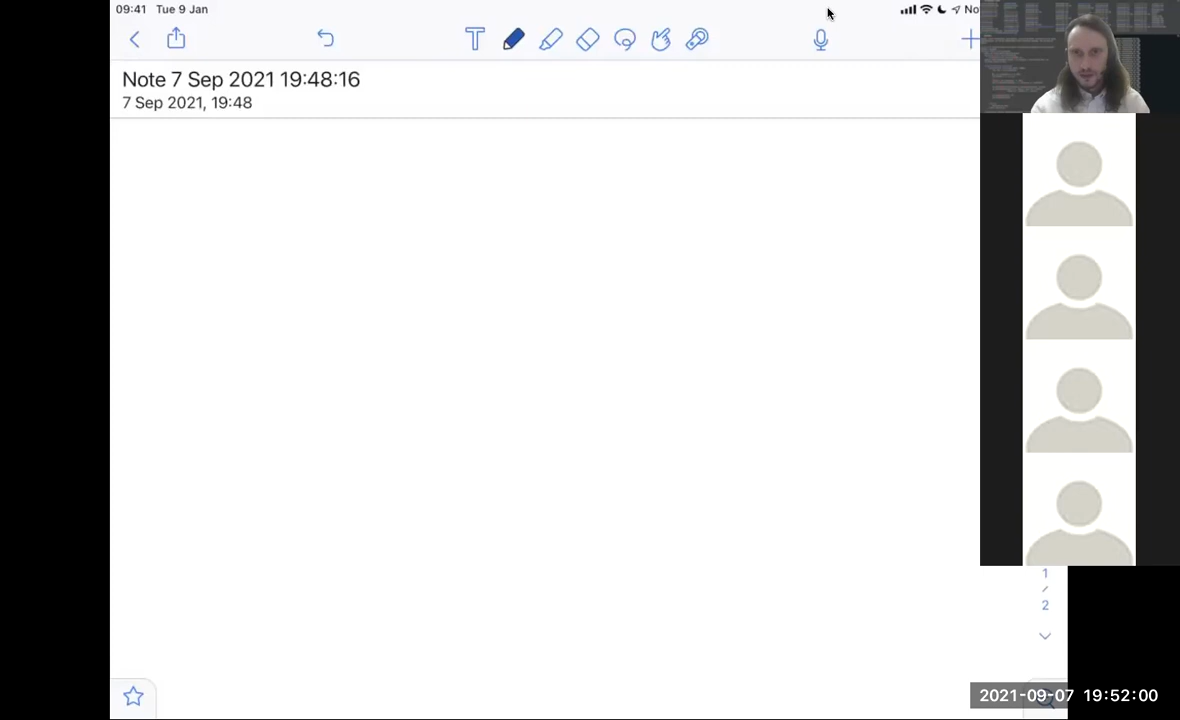 09:41 Tue 9 Jan
No
T
Note 7 Sep 2021 19:48:16
7 Sep 2021, 19:48
1
/
2
2021-09-07 19:52:00